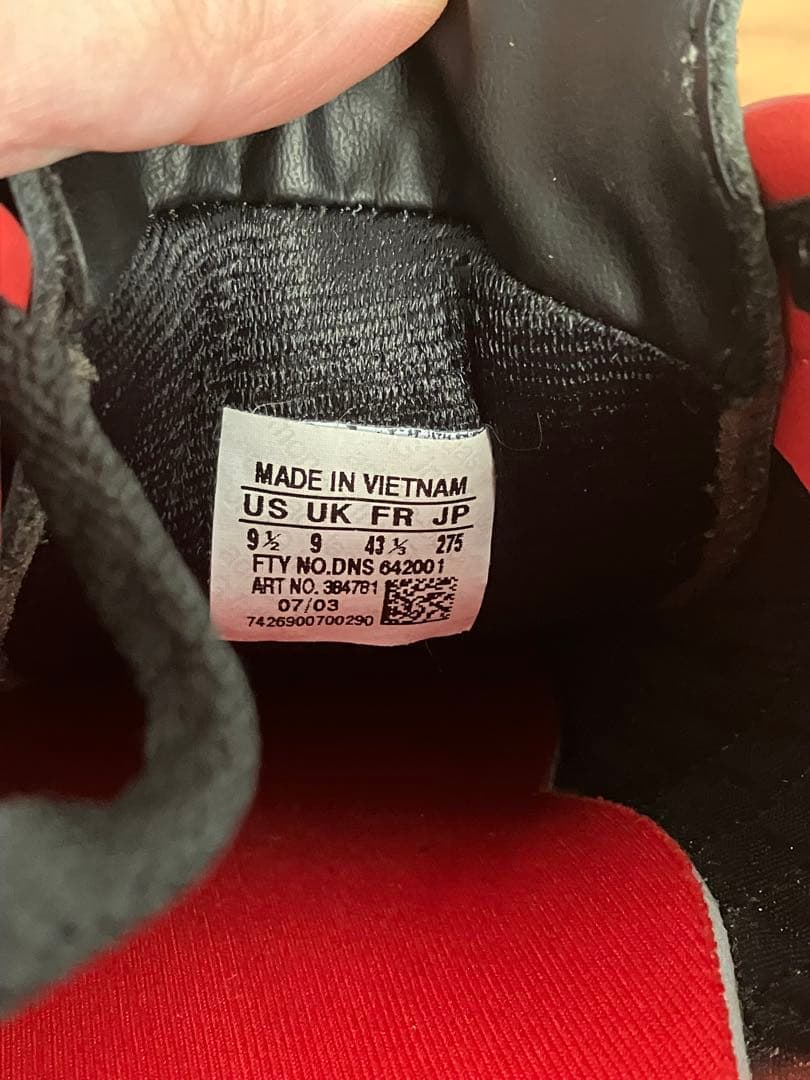 MADE IN VIETNAM
US UK FR JP
9½ 9 43⅓ 275
FTY NO.DNS 642001
ART NO. 384781
07/03
7426900700290